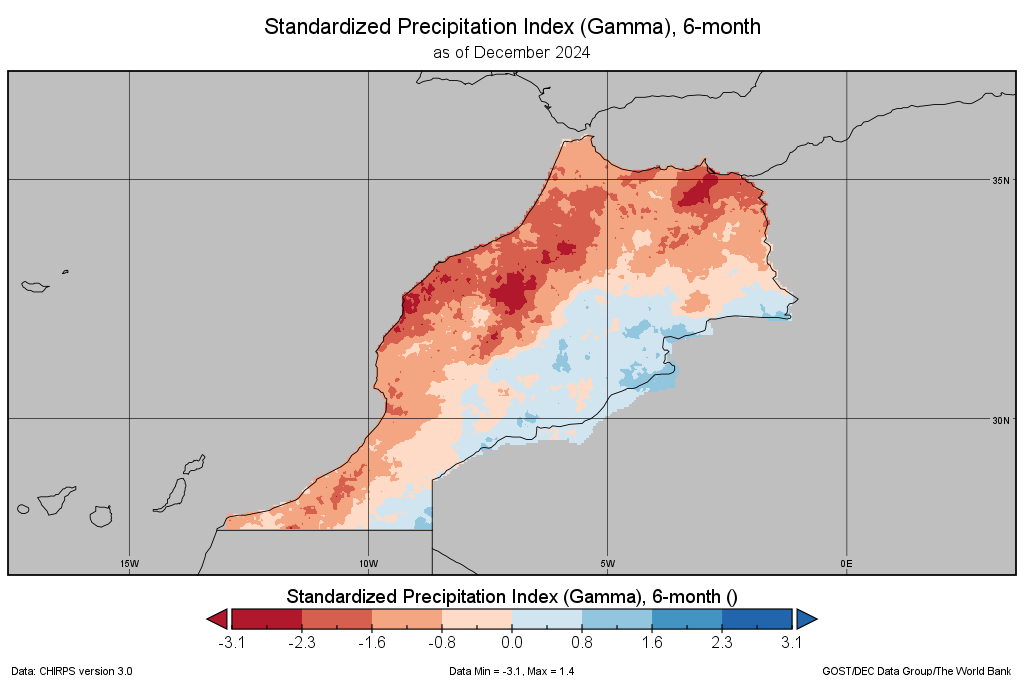 Standardized Precipitation Index (Gamma), 6-month
as of December 2024
35N
30N
15W 10W 5W 0E
Standardized Precipitation Index (Gamma), 6-month ()
-3.1 -2.3 -1.6 -0.8 0.0 0.8 1.6 2.3 3.1
Data: CHIRPS version 3.0 Data Min = -3.1, Max = 1.4 GOST/DEC Data Group/The World Bank